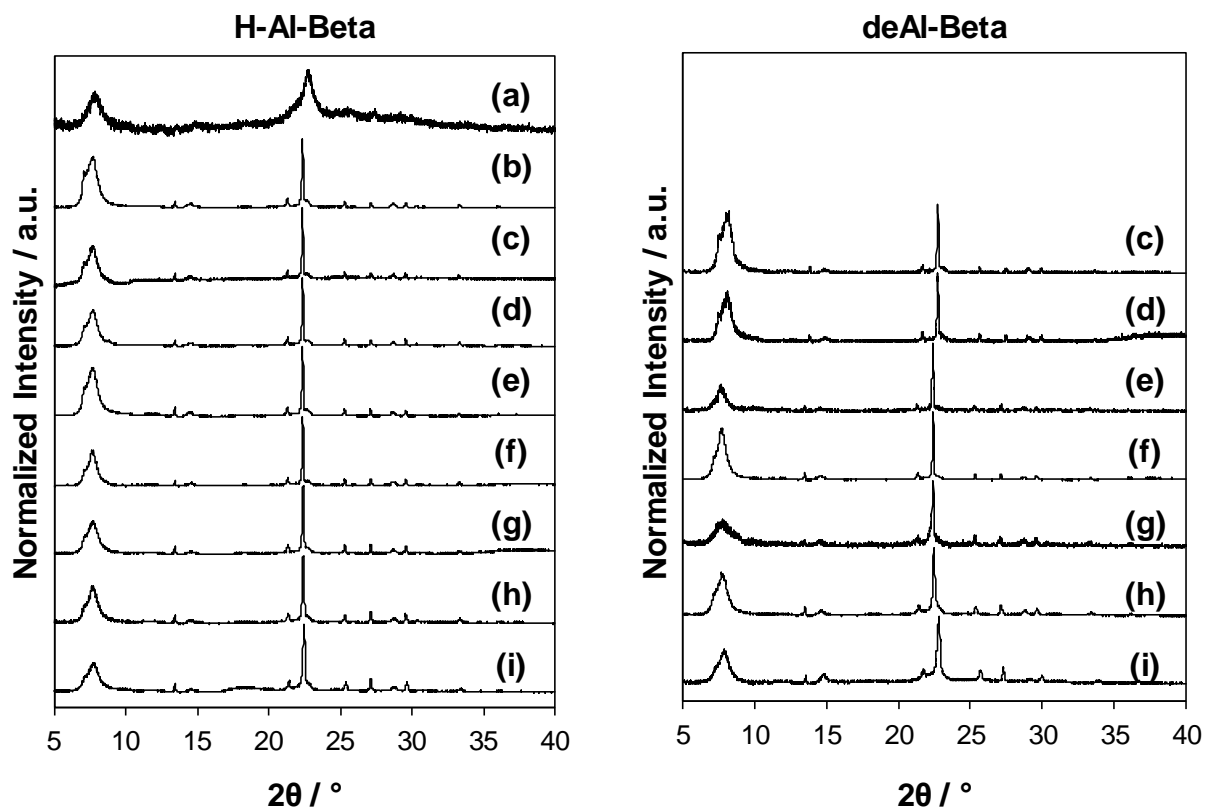 H-Al-Beta
Normalized Intensity / a.u.
(a)
(b)
(c)
(d)
(e)
(f)
(g)
(h)
(i)
5 10 15 20 25 30 35 40
2θ / °
deAl-Beta
Normalized Intensity / a.u.
(c)
(d)
(e)
(f)
(g)
(h)
(i)
5 10 15 20 25 30 35 40
2θ / °